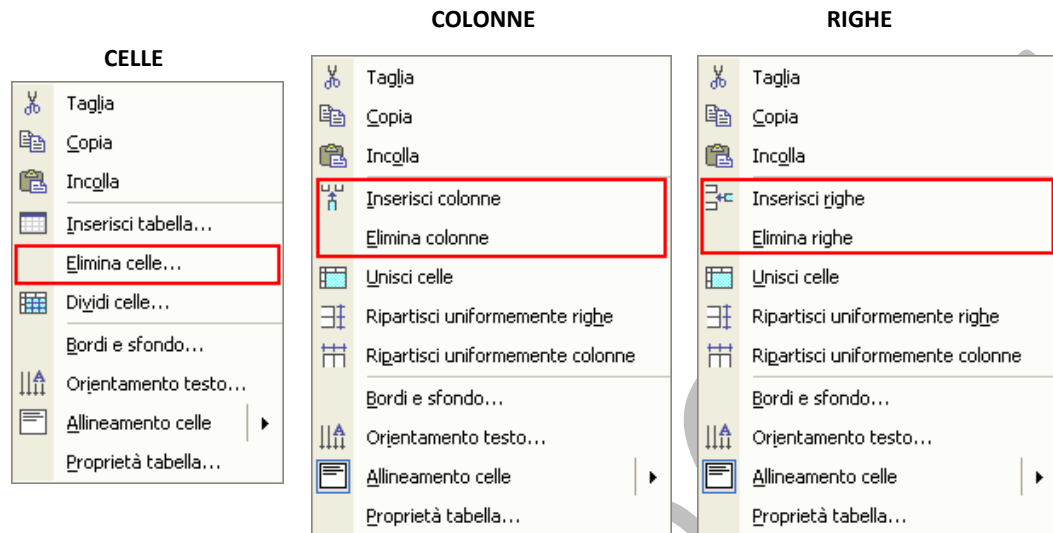 CELLE
Taglia
Copia
Incolla
Inserisci tabella...
Elimina celle...
Dividi celle...
Bordi e sfondo...
Orientamento testo...
Allineamento celle
Proprietà tabella...
COLONNE
Taglia
Copia
Incolla
Inserisci colonne
Elimina colonne
Unisci celle
Ripartisci uniformemente righe
Ripartisci uniformemente colonne
Bordi e sfondo...
Orientamento testo...
Allineamento celle
Proprietà tabella...
RIGHE
Taglia
Copia
Incolla
Inserisci righe
Elimina righe
Unisci celle
Ripartisci uniformemente righe
Ripartisci uniformemente colonne
Bordi e sfondo...
Orientamento testo...
Allineamento celle
Proprietà tabella...